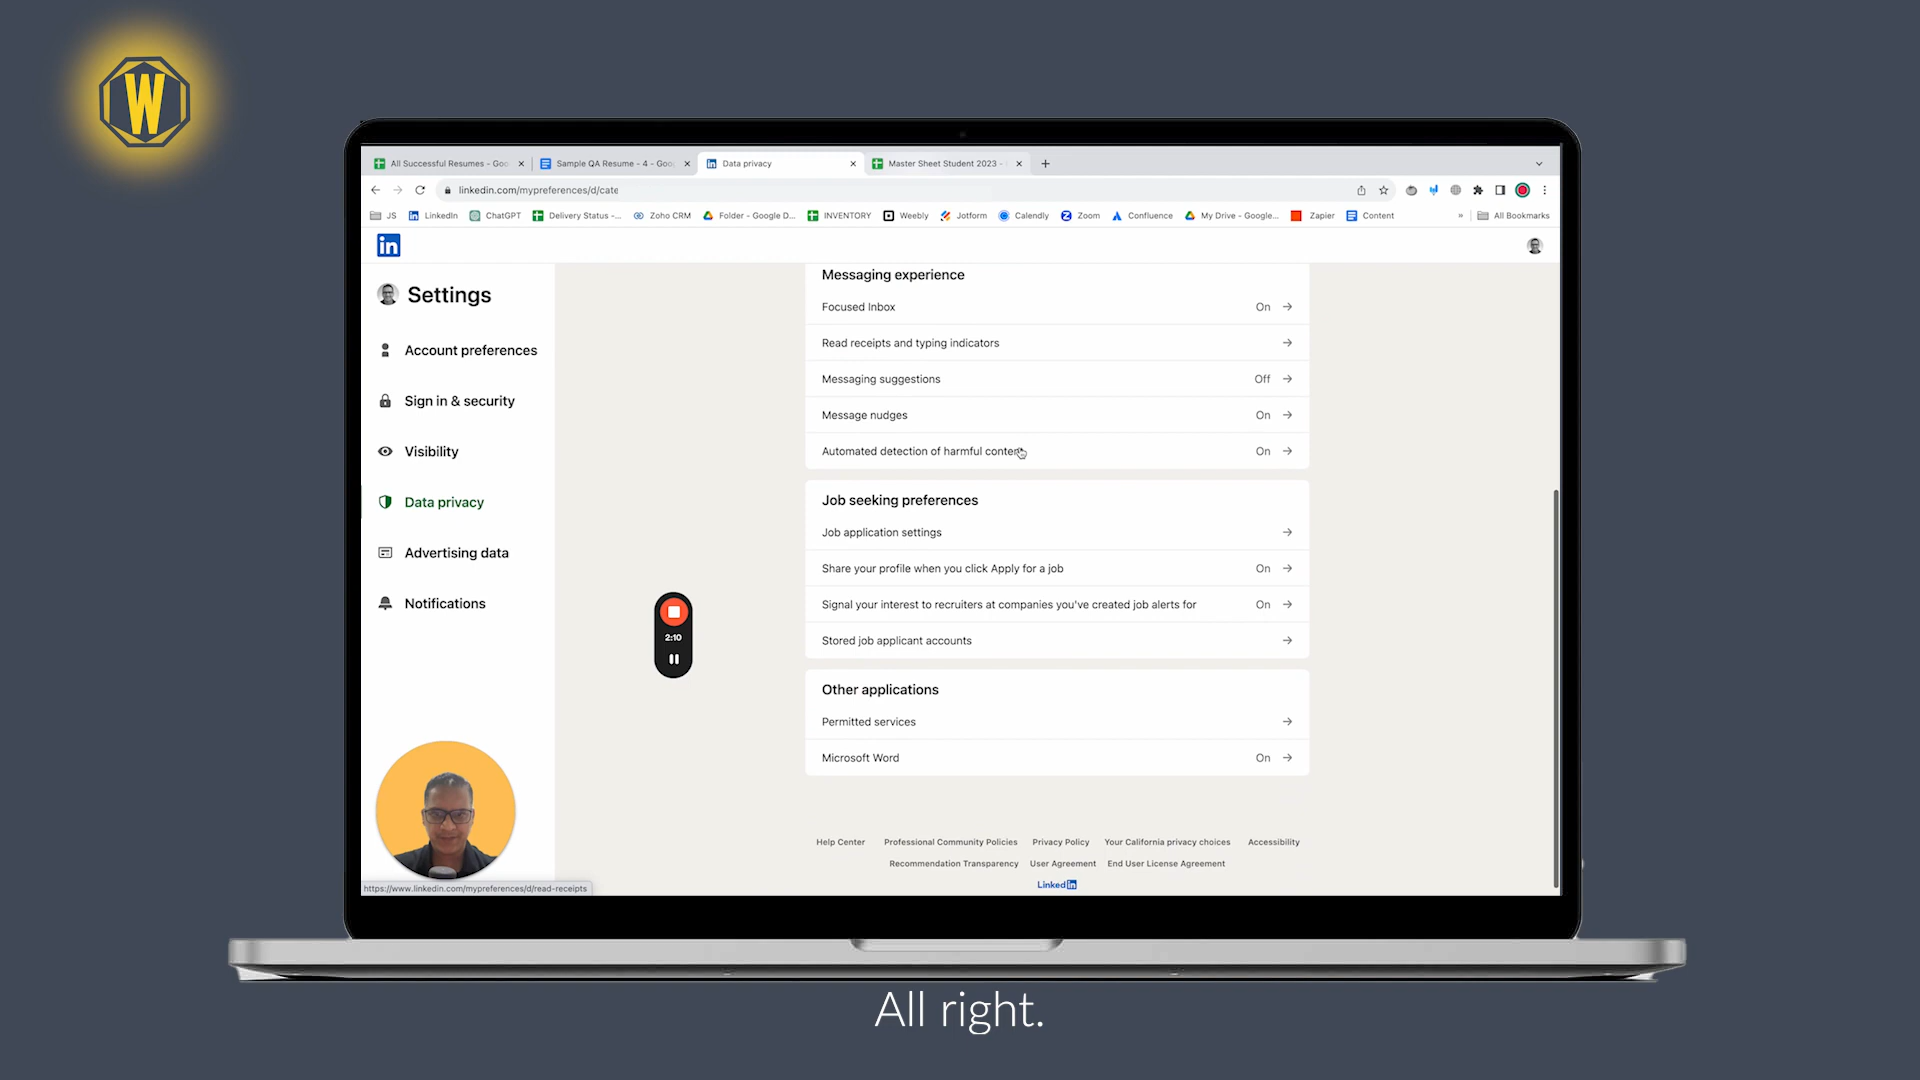 W
All Successful Resumes - Goo
Sample QA Resume - 4 - Goo
Data privacy
Master Sheet Student 2023 -
linkedin.com/mypreferences/d/cate
JS
LinkedIn
ChatGPT
Delivery Status -...
Zoho CRM
Folder - Google D...
INVENTORY
Weebly
Jotform
Calendly
Zoom
Confluence
My Drive - Google...
Zapier
Content
»
All Bookmarks
in
Settings
Account preferences
Sign in & security
Visibility
Data privacy
Advertising data
Notifications
Messaging experience
Focused Inbox On
Read receipts and typing indicators
Messaging suggestions Off
Message nudges On
Automated detection of harmful content On
Job seeking preferences
Job application settings
Share your profile when you click Apply for a job On
Signal your interest to recruiters at companies you've created job alerts for On
Stored job applicant accounts
Other applications
Permitted services
Microsoft Word On
2:10
Help Center Professional Community Policies Privacy Policy Your California privacy choices Accessibility
Recommendation Transparency User Agreement End User License Agreement
LinkedIn
https://www.linkedin.com/mypreferences/d/read-receipts
All right.